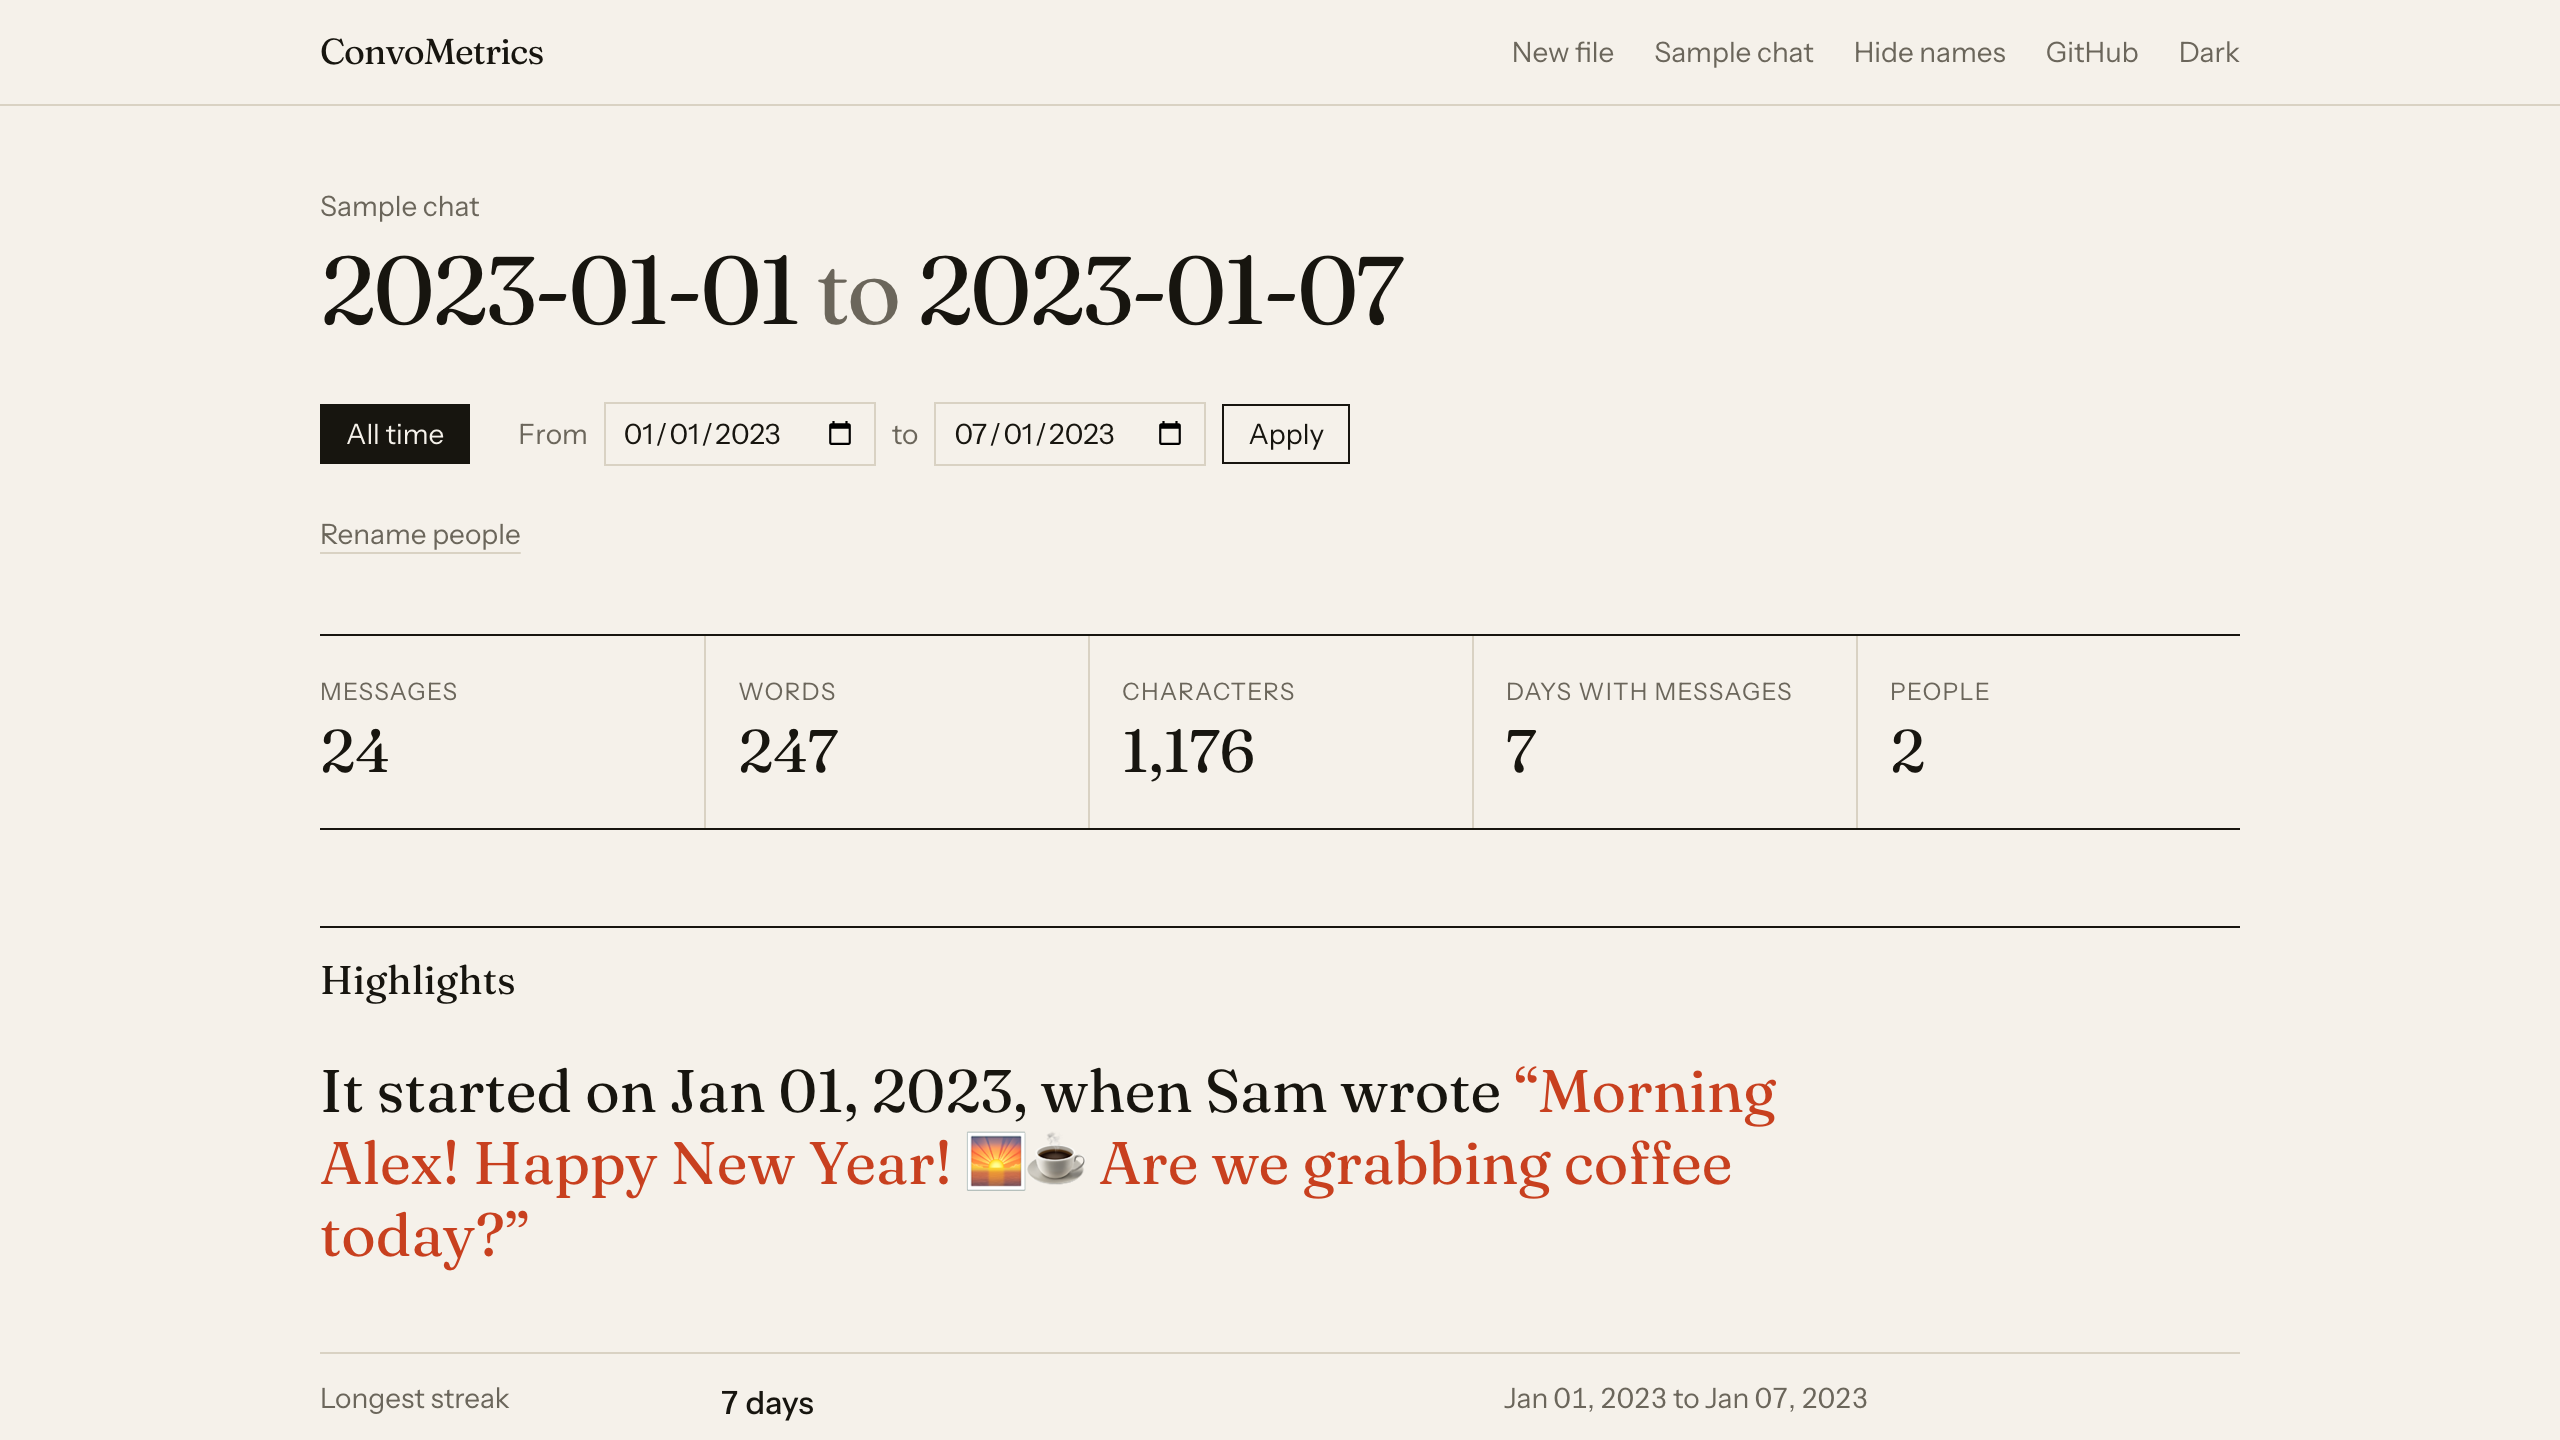 ConvoMetrics
New file Sample chat Hide names GitHub Dark
Sample chat
2023-01-01 to 2023-01-07
All time From 01/01/2023 to 07/01/2023 Apply
Rename people
MESSAGES WORDS CHARACTERS DAYS WITH MESSAGES PEOPLE
24 247 1,176 7 2
Highlights
It started on Jan 01, 2023, when Sam wrote “Morning
Alex! Happy New Year! 🌅☕ Are we grabbing coffee
today?”
Longest streak 7 days Jan 01, 2023 to Jan 07, 2023